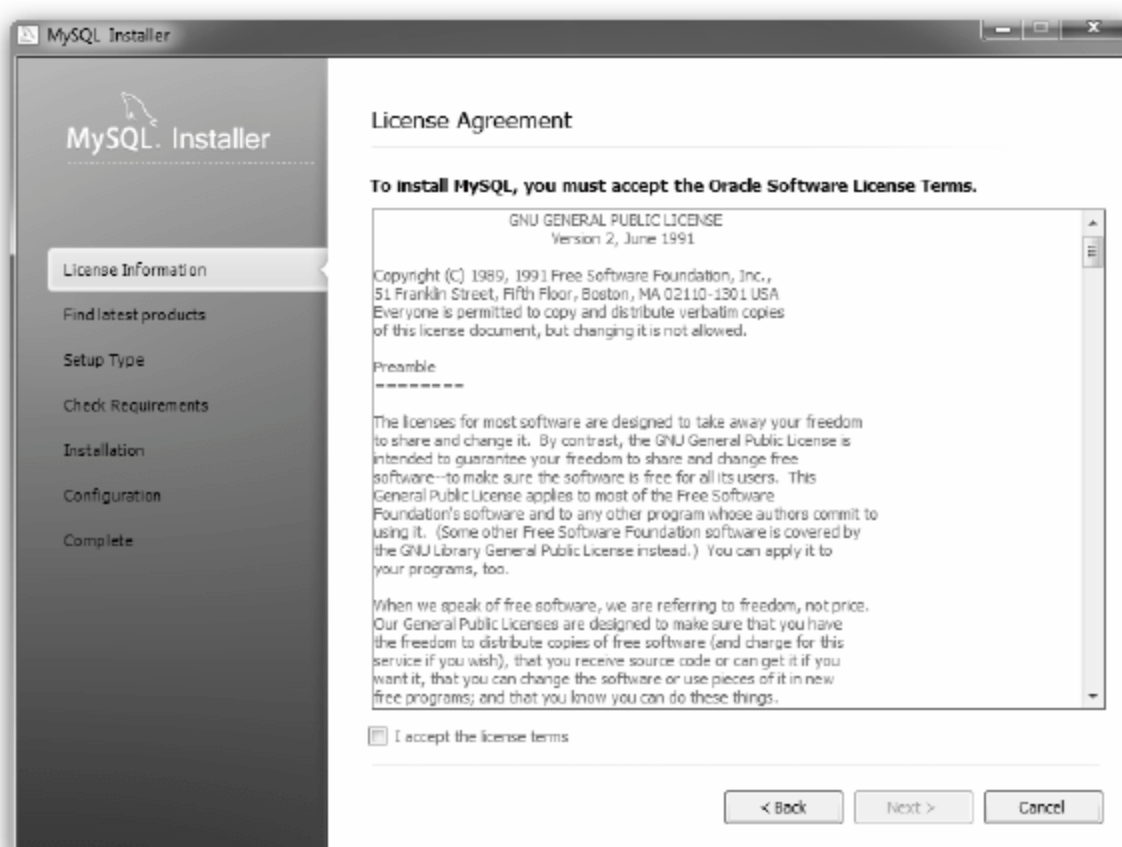 MySQL Installer
MySQL. Installer
License Information
Find latest products
Setup Type
Check Requirements
Installation
Configuration
Complete
License Agreement
To install MySQL, you must accept the Oracle Software License Terms.
GNU GENERAL PUBLIC LICENSE
Version 2, June 1991
Copyright (C) 1989, 1991 Free Software Foundation, Inc.,
51 Franklin Street, Fifth Floor, Boston, MA 02110-1301 USA
Everyone is permitted to copy and distribute verbatim copies
of this license document, but changing it is not allowed.
Preamble
========
The licenses for most software are designed to take away your freedom
to share and change it.  By contrast, the GNU General Public License is
intended to guarantee your freedom to share and change free
software--to make sure the software is free for all its users.  This
General Public License applies to most of the Free Software
Foundation's software and to any other program whose authors commit to
using it.  (Some other Free Software Foundation software is covered by
the GNU Library General Public License instead.)  You can apply it to
your programs, too.
When we speak of free software, we are referring to freedom, not price.
Our General Public Licenses are designed to make sure that you have
the freedom to distribute copies of free software (and charge for this
service if you wish), that you receive source code or can get it if you
want it, that you can change the software or use pieces of it in new
free programs; and that you know you can do these things.
I accept the license terms
< Back
Next >
Cancel